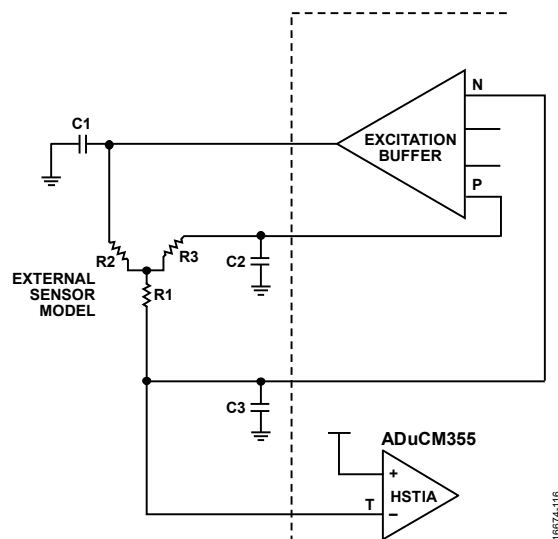 N
C1
EXCITATION
BUFFER
P
R2
R3
C2
EXTERNAL
SENSOR
MODEL
R1
C3
ADuCM355
+
HSTIA
T
–
16674-116